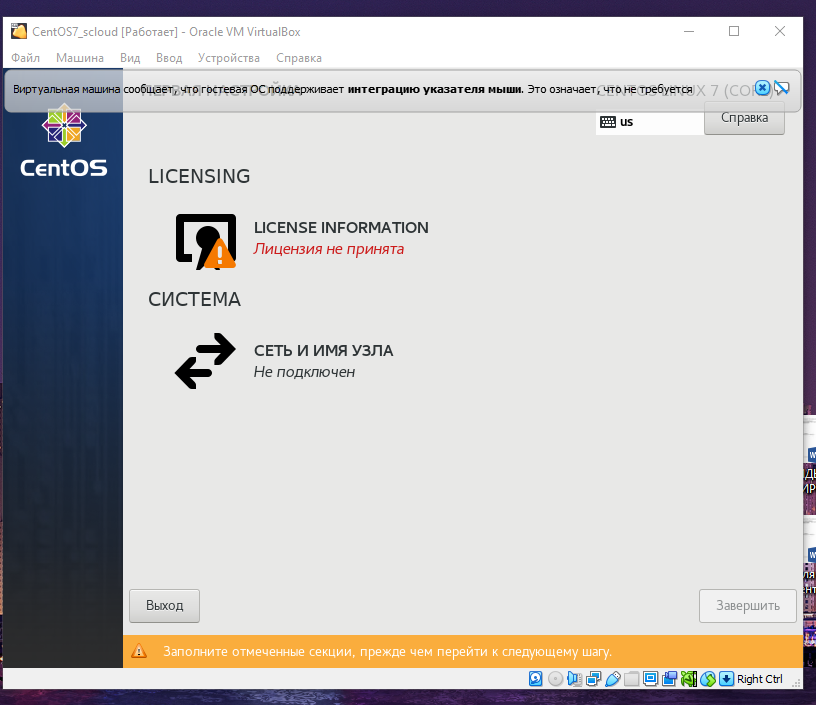 CentOS7_scloud [Работает] - Oracle VM VirtualBox
Файл Машина Вид Ввод Устройства Справка
Виртуальная машина сообщает, что гостевая ОС поддерживает интеграцию указателя мыши. Это означает, что не требуется
CentOS
us
Справка
LICENSING
LICENSE INFORMATION
Лицензия не принята
СИСТЕМА
СЕТЬ И ИМЯ УЗЛА
Не подключен
Выход
Завершить
Заполните отмеченные секции, прежде чем перейти к следующему шагу.
Right Ctrl